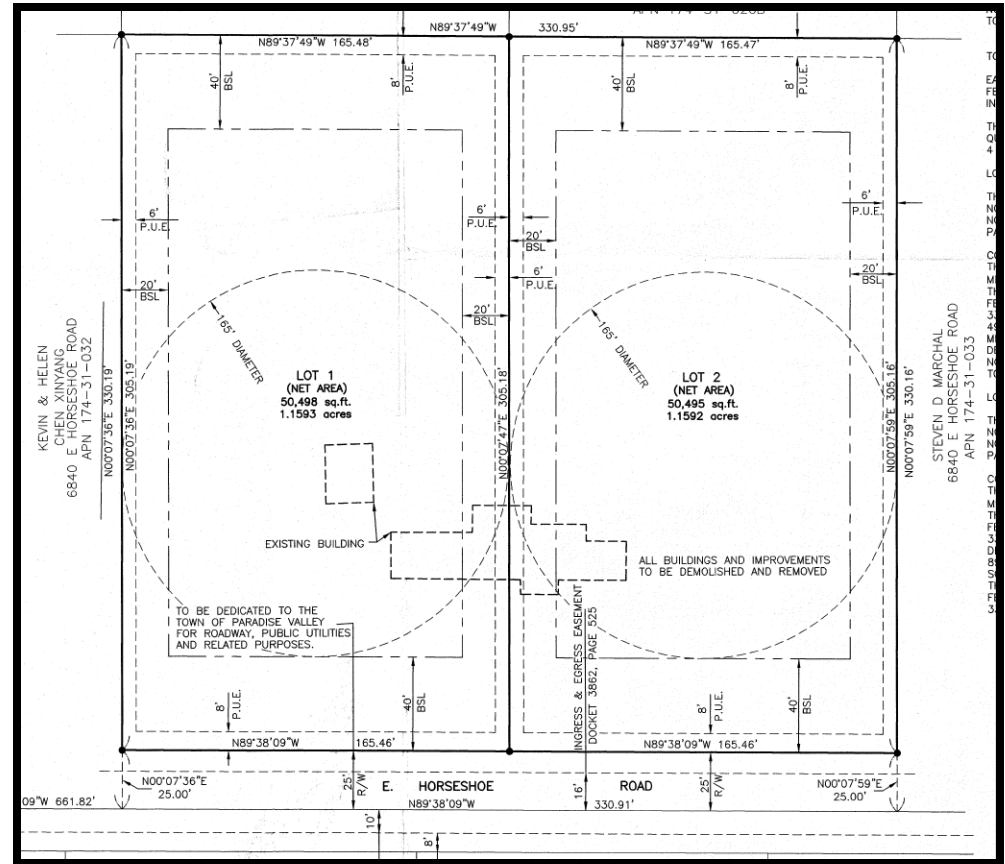 N89°37'49"W 165.48'
330.95'
N89°37'49"W 165.47'
40'
BSL
8'
P.U.E.
40'
BSL
8'
P.U.E.
6'
P.U.E.
6'
P.U.E.
6'
P.U.E.
20'
BSL
6'
P.U.E.
20'
BSL
20'
BSL
20'
BSL
165' DIAMETER
165' DIAMETER
KEVIN & HELEN
CHEN XINYANG
6840 E HORSESHOE ROAD
APN 174-31-032
N00°07'36"E 330.19'
N00°07'36"E 305.19'
LOT 1
(NET AREA)
50,498 sq.ft.
1.1593 acres
N00°07'47"E 305.18'
LOT 2
(NET AREA)
50,495 sq.ft.
1.1592 acres
N00°07'59"E 305.16'
N00°07'59"E 330.16'
STEVEN D MARCHAL
6840 E HORSESHOE ROAD
APN 174-31-033
EXISTING BUILDING
ALL BUILDINGS AND IMPROVEMENTS
TO BE DEMOLISHED AND REMOVED
TO BE DEDICATED TO THE
TOWN OF PARADISE VALLEY
FOR ROADWAY, PUBLIC UTILITIES
AND RELATED PURPOSES.
INGRESS & EGRESS EASEMENT
DOCKET 3862, PAGE 525
8'
P.U.E.
40'
BSL
8'
P.U.E.
40'
BSL
N89°38'09"W 165.46'
N89°38'09"W 165.46'
N00°07'36"E
25.00'
25'
R/W
E. HORSESHOE ROAD
16'
25'
R/W
N00°07'59"E
25.00'
09"W 661.82'
N89°38'09"W
330.91'
10'
8'